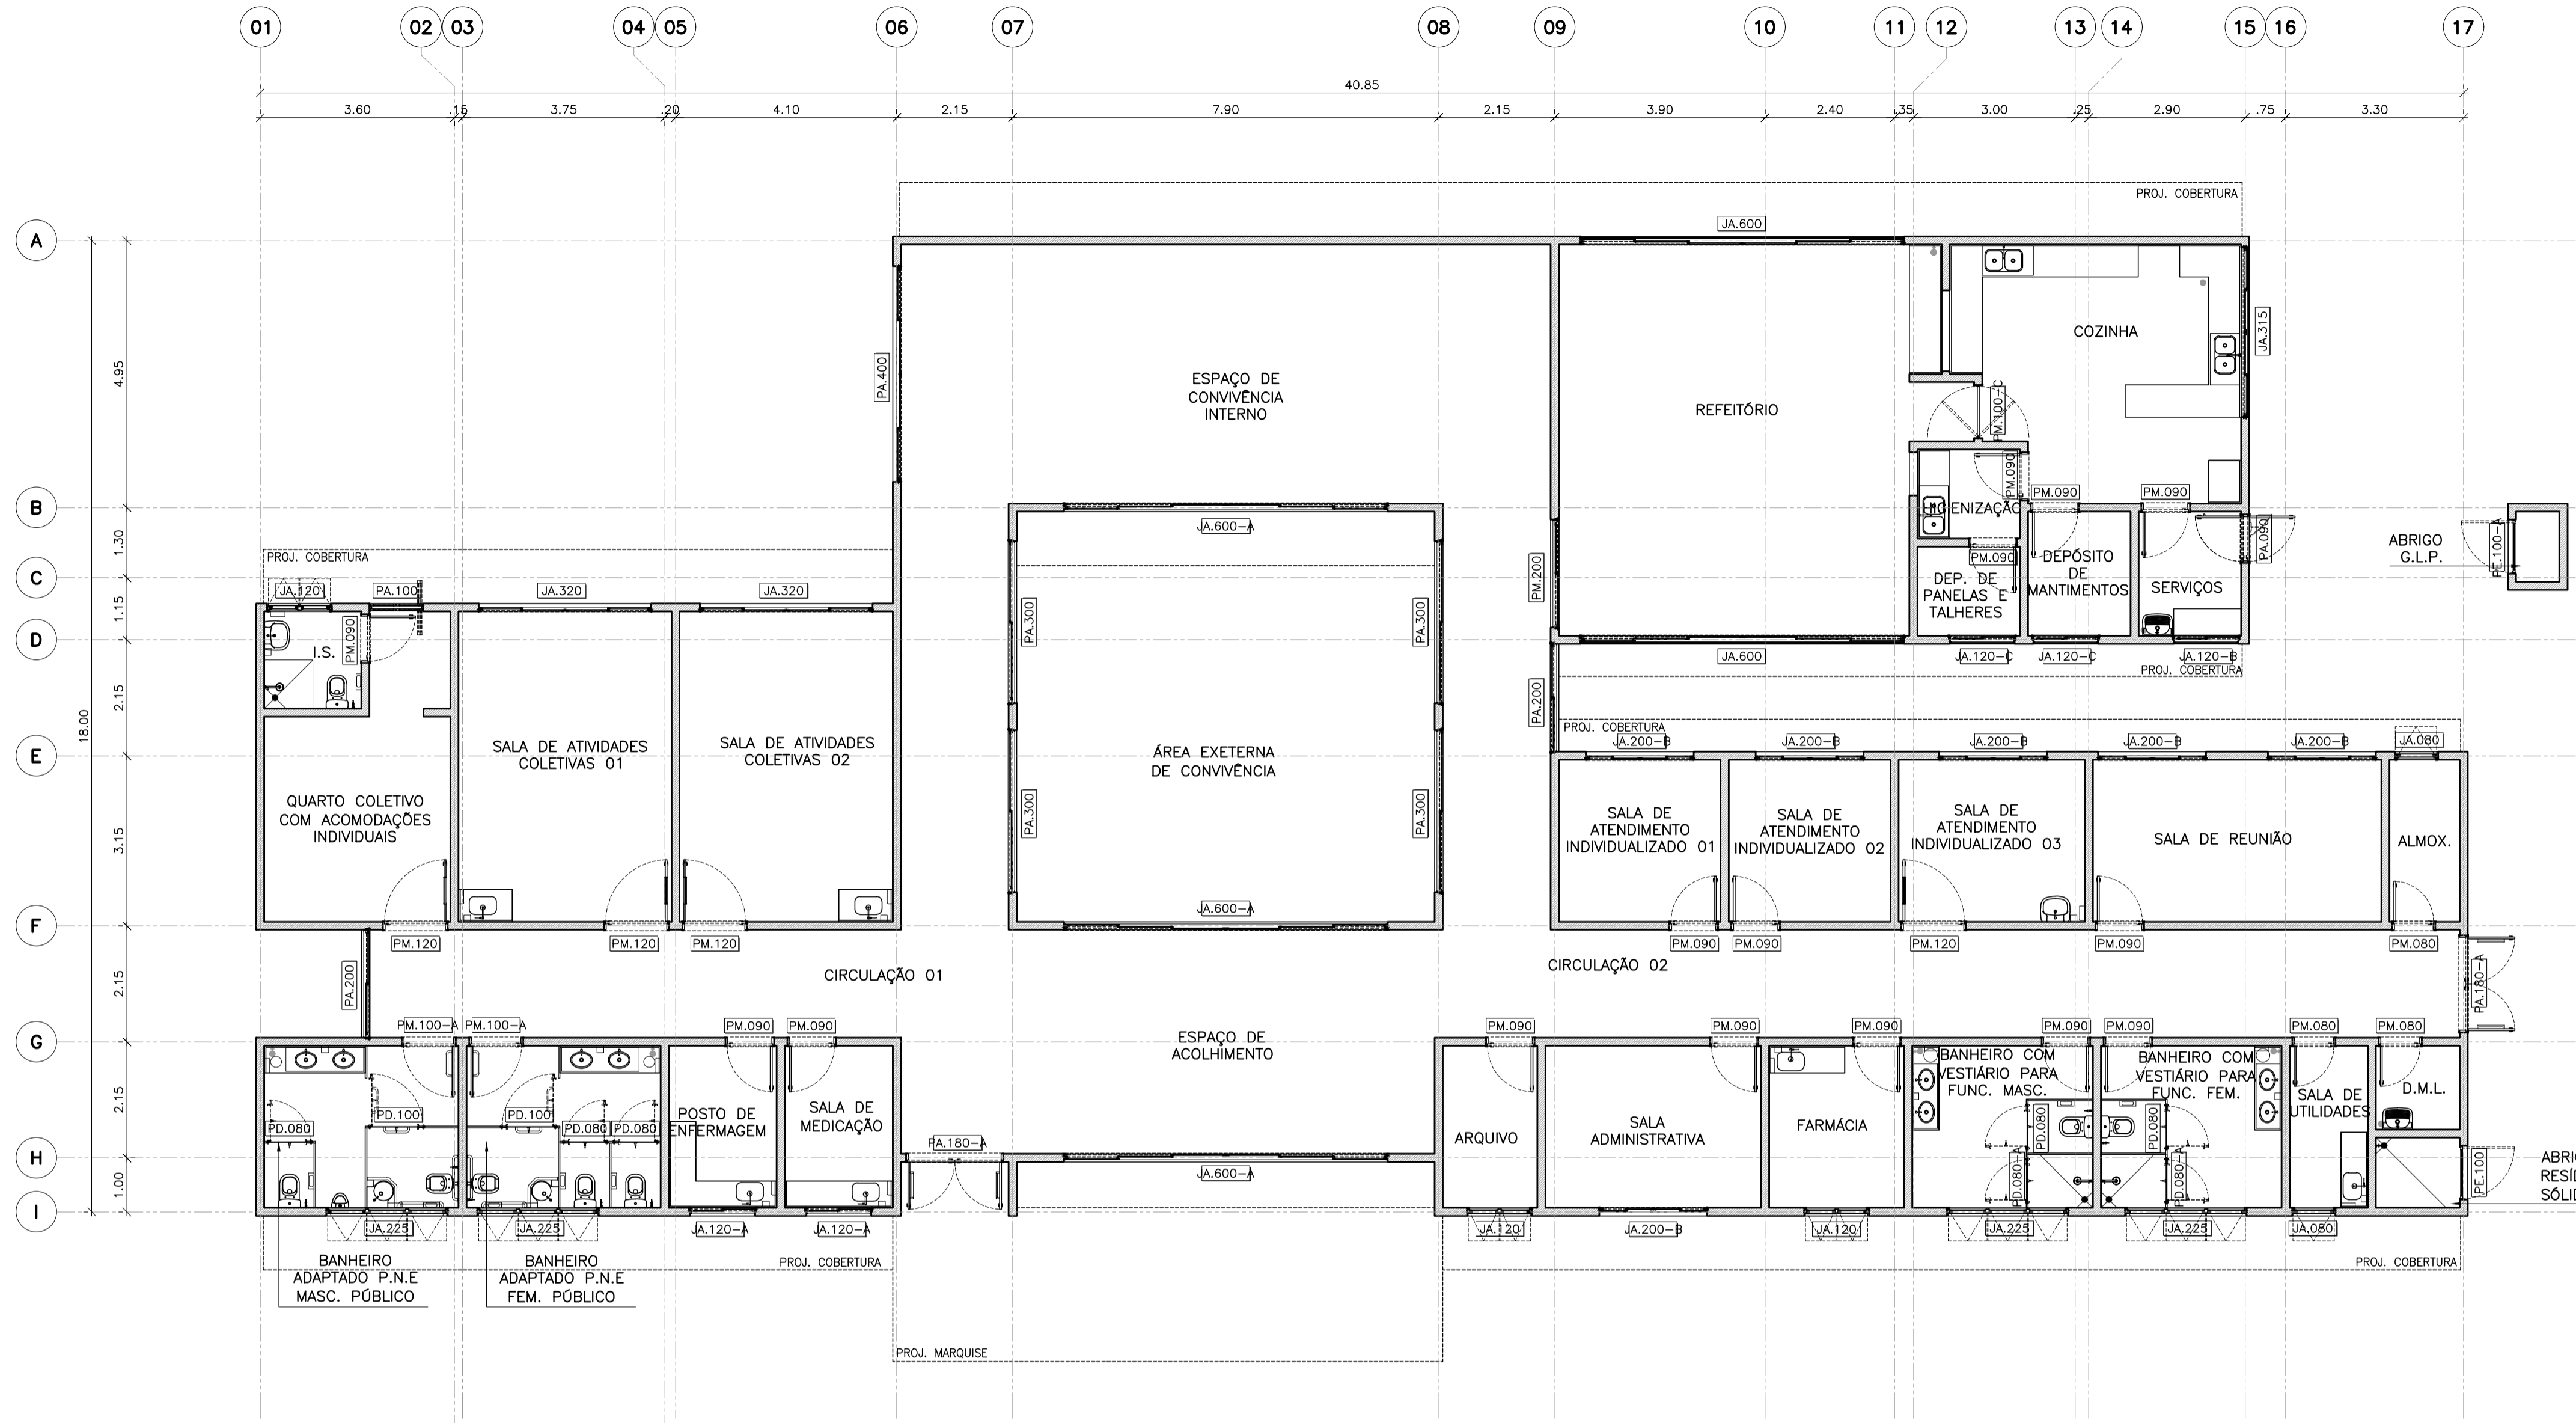 01 02 03 04 05 06 07 08 09 10 11 12 13 14 15 16 17
40.85
3.60 .15 3.75 .20 4.10 2.15 7.90 2.15 3.90 2.40 .35 3.00 .25 2.90 .75 3.30
PROJ. COBERTURA
A
JA.600
4.95
PA.400
ESPAÇO DE
CONVIVÊNCIA
INTERNO
REFEITÓRIO
COZINHA
JA.315
PM.100-C
PM.090
HIGIENIZAÇÃO
PM.090
PM.090
B
JA.600-A
1.30
PROJ. COBERTURA
C
JA.120
PA.100
JA.320
JA.320
PM.200
PM.090
DEP. DE
PANELAS E
TALHERES
DEPÓSITO
DE
MANTIMENTOS
SERVIÇOS
PA.090
ABRIGO
G.L.P.
PE.100-A
1.15
PM.090
I.S.
PA.300
PA.300
D
JA.600
JA.120-C
JA.120-C
JA.120-B
PROJ. COBERTURA
2.15
18.00
PA.200
PROJ. COBERTURA
JA.200-B
JA.200-B
JA.200-B
JA.200-B
JA.200-B
JA.080
E
SALA DE ATIVIDADES
COLETIVAS 01
SALA DE ATIVIDADES
COLETIVAS 02
ÁREA EXETERNA
DE CONVIVÊNCIA
3.15
QUARTO COLETIVO
COM ACOMODAÇÕES
INDIVIDUAIS
PA.300
PA.300
SALA DE
ATENDIMENTO
INDIVIDUALIZADO 01
SALA DE
ATENDIMENTO
INDIVIDUALIZADO 02
SALA DE
ATENDIMENTO
INDIVIDUALIZADO 03
SALA DE REUNIÃO
ALMOX.
JA.600-A
F
PM.120
PM.120
PM.120
PM.090
PM.090
PM.120
PM.090
PM.080
2.15
PA.200
CIRCULAÇÃO 01
CIRCULAÇÃO 02
PA.180-A
G
PM.100-A
PM.100-A
PM.090
PM.090
ESPAÇO DE
ACOLHIMENTO
PM.090
PM.090
PM.090
PM.090
PM.090
PM.080
PM.080
2.15
PD.080
PD.100
PD.100
PD.080
PD.080
POSTO DE
ENFERMAGEM
SALA DE
MEDICAÇÃO
ARQUIVO
SALA
ADMINISTRATIVA
FARMÁCIA
BANHEIRO COM
VESTIÁRIO PARA
FUNC. MASC.
BANHEIRO COM
VESTIÁRIO PARA
FUNC. FEM.
PD.080
PD.080
SALA DE
UTILIDADES
D.M.L.
H
PA.180-A
JA.600-A
PD.080-A
PD.080-A
PE.100
ABRI
RESÍ
SÓLI
1.00
I
JA.225
JA.225
JA.120-A
JA.120-A
JA.120
JA.200-B
JA.120
JA.225
JA.225
JA.080
BANHEIRO
ADAPTADO P.N.E
MASC. PÚBLICO
BANHEIRO
ADAPTADO P.N.E
FEM. PÚBLICO
PROJ. COBERTURA
PROJ. COBERTURA
PROJ. MARQUISE